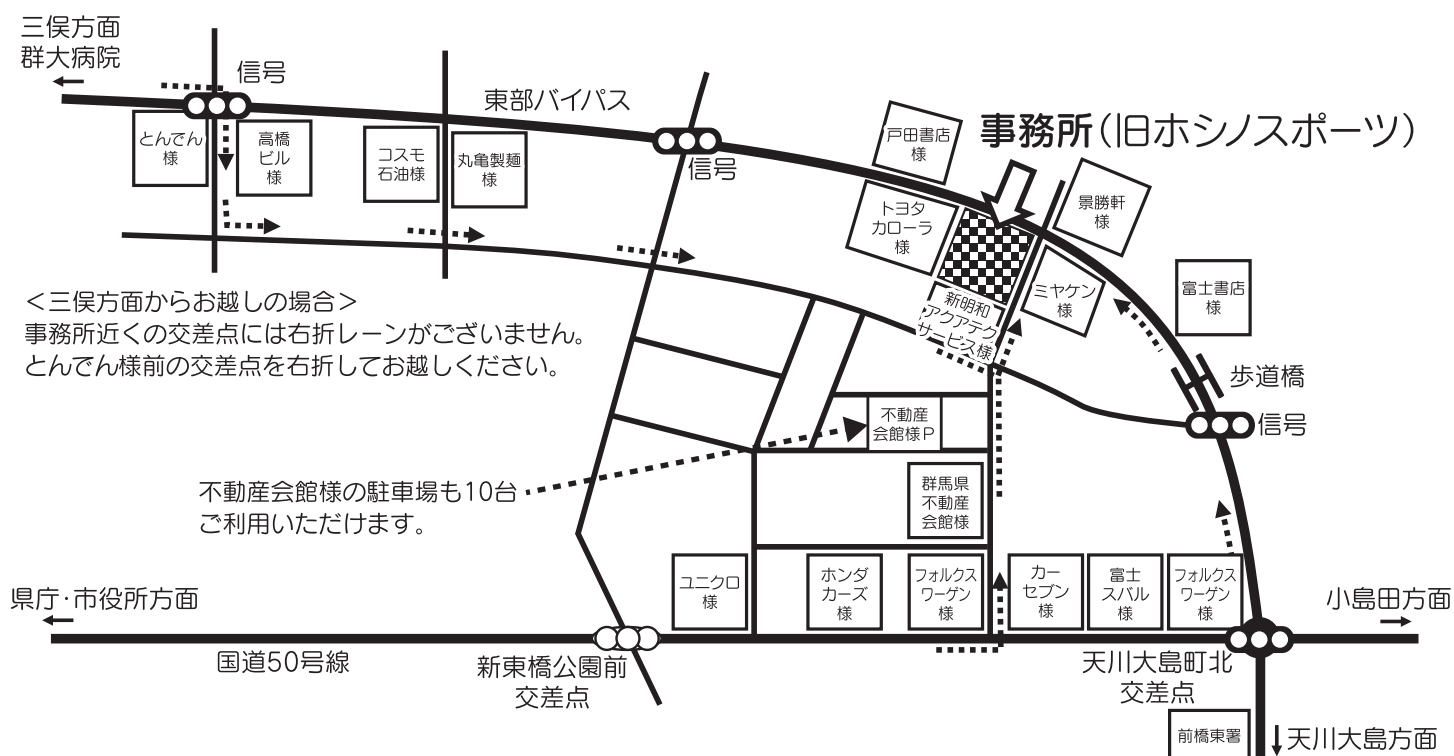 三俣方面
群大病院
信号
東部バイパス
とんでん
様
高橋
ビル
様
コスモ
石油様
丸亀製麺
様
信号
戸田書店
様
事務所(旧ホシノスポーツ)
トヨタ
カローラ
様
景勝軒
様
新明和
アクアテク
サービス様
ミヤケン
様
富士書店
様
<三俣方面からお越しの場合>
事務所近くの交差点には右折レーンがございません。
とんでん様前の交差点を右折してお越しください。
歩道橋
信号
不動産
会館様P
不動産会館様の駐車場も10台
ご利用いただけます。
群馬県
不動産
会館様
ユニクロ
様
ホンダ
カーズ
様
フォルクス
ワーゲン
様
カー
セブン
様
富士
スバル
様
フォルクス
ワーゲン
様
県庁・市役所方面
小島田方面
国道50号線
新東橋公園前
交差点
天川大島町北
交差点
前橋東署
天川大島方面